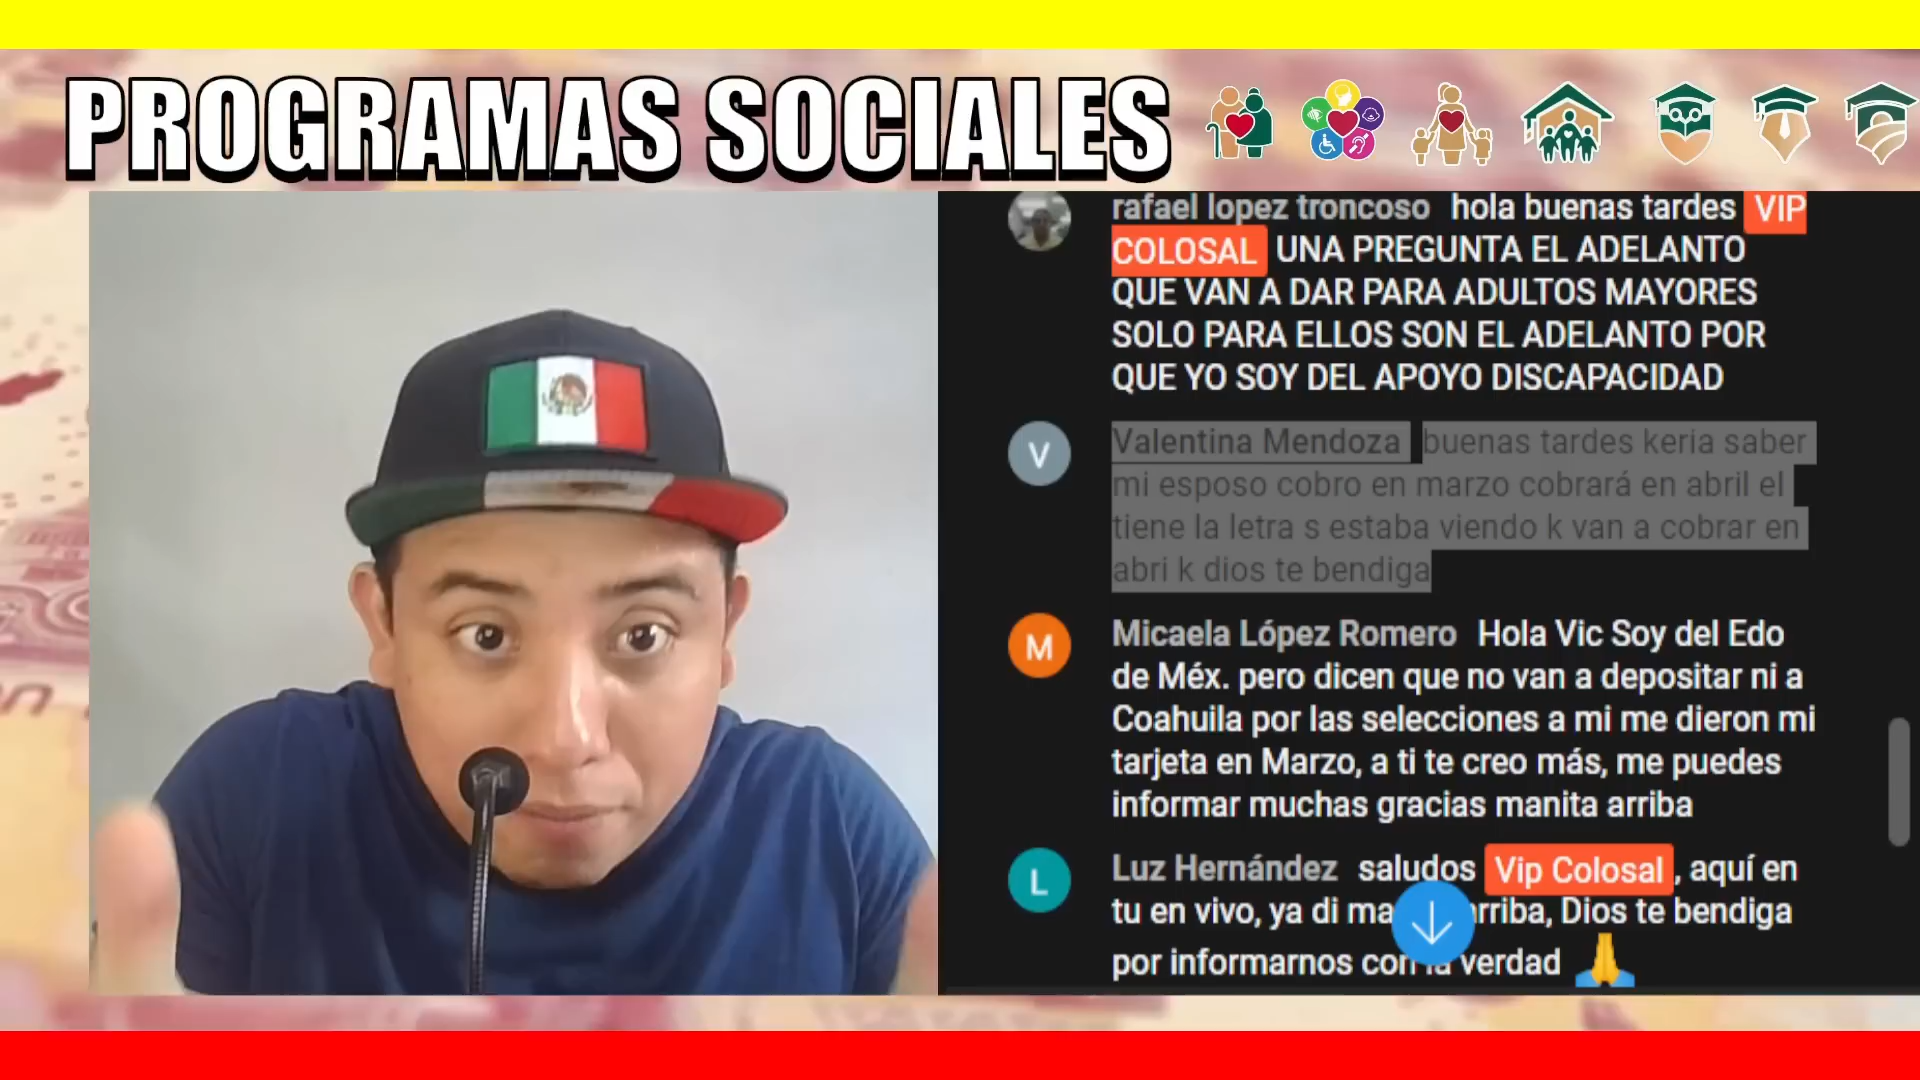 PROGRAMAS SOCIALES
rafael lopez troncoso hola buenas tardes VIP
COLOSAL UNA PREGUNTA EL ADELANTO
QUE VAN A DAR PARA ADULTOS MAYORES
SOLO PARA ELLOS SON EL ADELANTO POR
QUE YO SOY DEL APOYO DISCAPACIDAD
V
Valentina Mendoza buenas tardes keria saber
mi esposo cobro en marzo cobrará en abril el
tiene la letra s estaba viendo k van a cobrar en
abri k dios te bendiga
M
Micaela López Romero Hola Vic Soy del Edo
de Méx. pero dicen que no van a depositar ni a
Coahuila por las selecciones a mi me dieron mi
tarjeta en Marzo, a ti te creo más, me puedes
informar muchas gracias manita arriba
L
Luz Hernández saludos Vip Colosal, aquí en
tu en vivo, ya di arriba, Dios te bendiga
por informarnos con la verdad